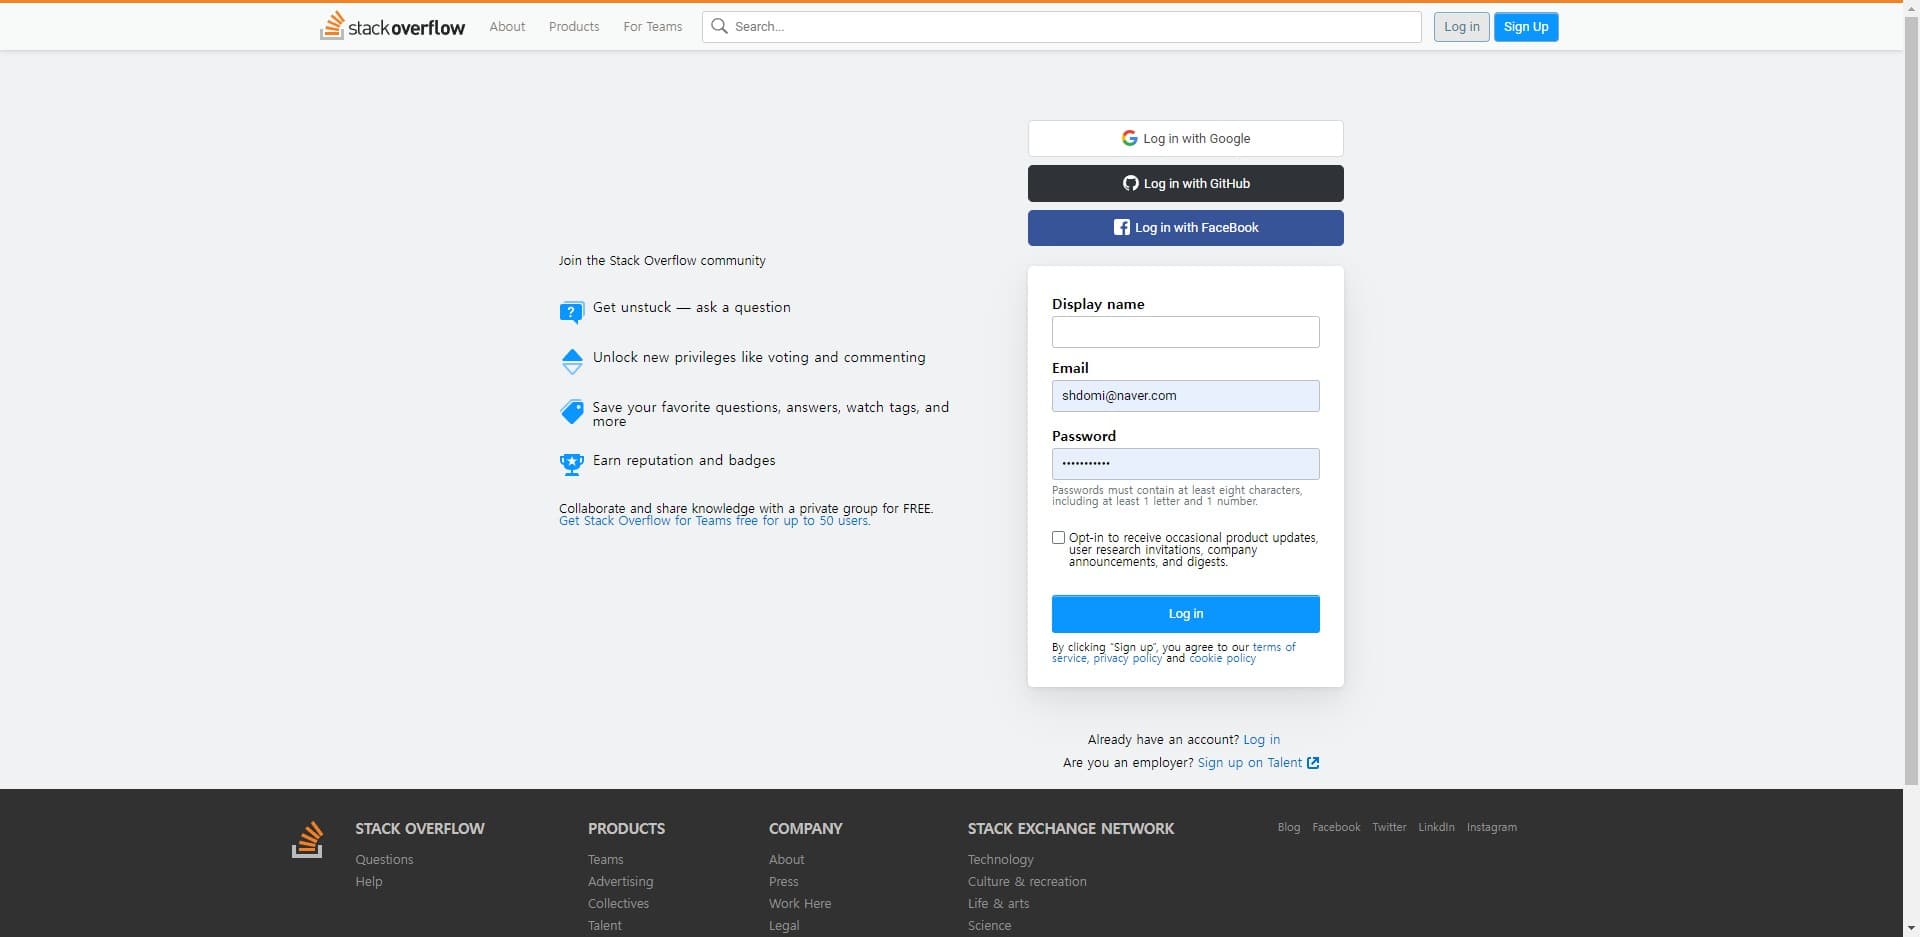 stackoverflow
About
Products
For Teams
Search...
Log in
Sign Up
Log in with Google
Log in with GitHub
Log in with FaceBook
Join the Stack Overflow community
Get unstuck — ask a question
Unlock new privileges like voting and commenting
Save your favorite questions, answers, watch tags, and
more
Earn reputation and badges
Collaborate and share knowledge with a private group for FREE.
Get Stack Overflow for Teams free for up to 50 users.
Display name
Email
shdomi@naver.com
Password
•••••••••••
Passwords must contain at least eight characters,
including at least 1 letter and 1 number.
Opt-in to receive occasional product updates,
user research invitations, company
announcements, and digests.
Log in
By clicking "Sign up", you agree to our terms of
service, privacy policy and cookie policy
Already have an account? Log in
Are you an employer? Sign up on Talent
STACK OVERFLOW
Questions
Help
PRODUCTS
Teams
Advertising
Collectives
Talent
COMPANY
About
Press
Work Here
Legal
STACK EXCHANGE NETWORK
Technology
Culture & recreation
Life & arts
Science
Blog
Facebook
Twitter
LinkdIn
Instagram